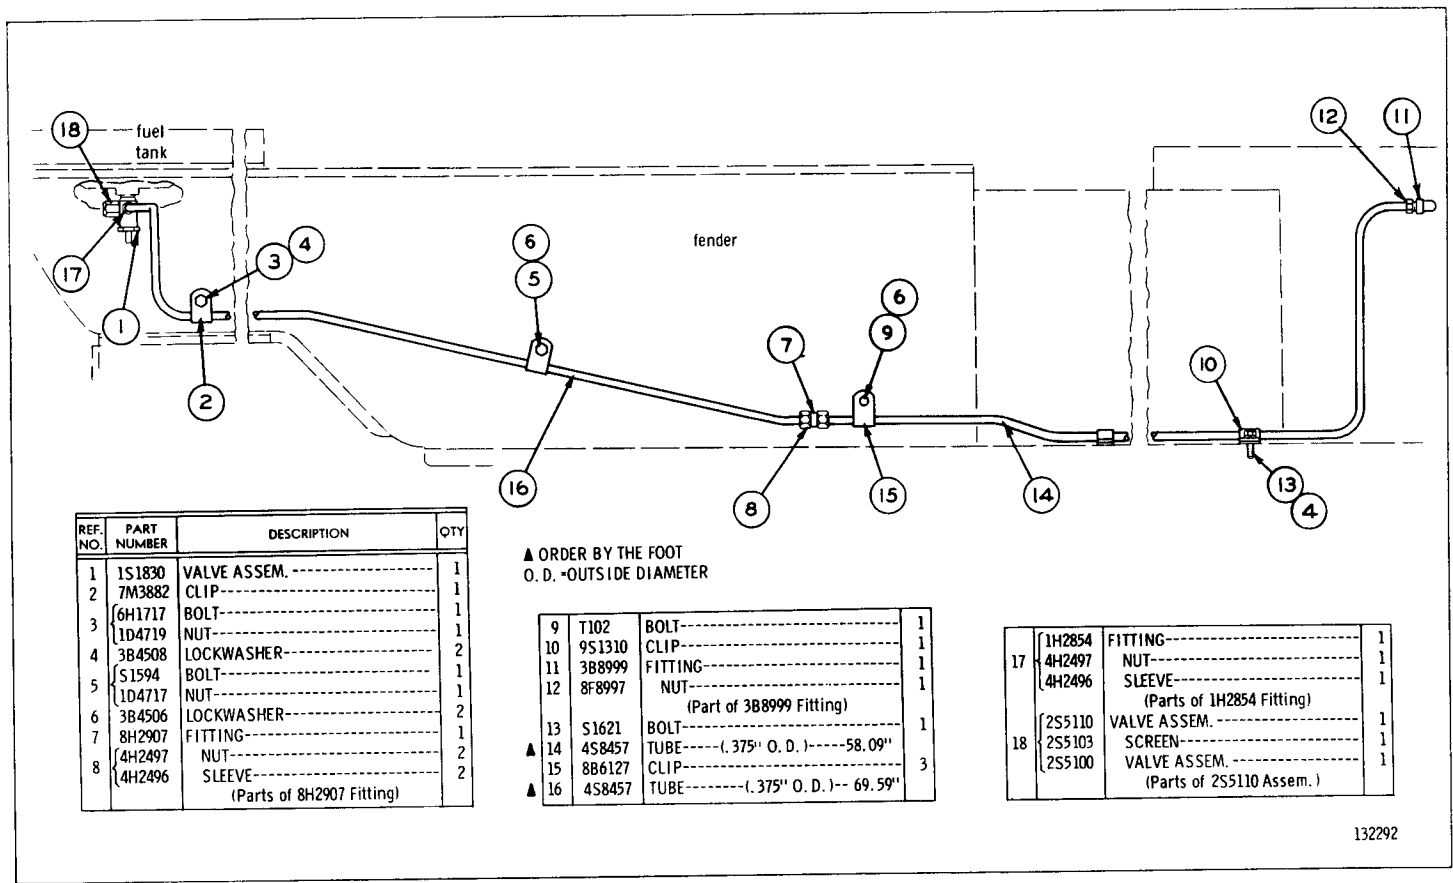 18
fuel
tank
12
11
4
3
6
5
fender
17
1
6
9
7
10
2
16
8
15
14
13
4
REF. NO. PART NUMBER DESCRIPTION QTY
1 1S1830 VALVE ASSEM. 1
2 7M3882 CLIP 1
3 6H1717 BOLT 1
1D4719 NUT 1
4 3B4508 LOCKWASHER 2
5 S1594 BOLT 1
1D4717 NUT 1
6 3B4506 LOCKWASHER 2
7 8H2907 FITTING 1
8 4H2497 NUT 2
4H2496 SLEEVE 2
(Parts of 8H2907 Fitting)
▲ ORDER BY THE FOOT
O. D. =OUTSIDE DIAMETER
9 T102 BOLT 1
10 9S1310 CLIP 1
11 3B8999 FITTING 1
12 8F8997 NUT 1
(Part of 3B8999 Fitting)
13 S1621 BOLT 1
▲ 14 4S8457 TUBE-----(.375" O. D. )-----58.09"
15 8B6127 CLIP 3
▲ 16 4S8457 TUBE--------(.375" O. D. )-- 69.59"
17 1H2854 FITTING 1
4H2497 NUT 1
4H2496 SLEEVE 1
(Parts of 1H2854 Fitting)
18 2S5110 VALVE ASSEM. 1
2S5103 SCREEN 1
2S5100 VALVE ASSEM. 1
(Parts of 2S5110 Assem. )
132292